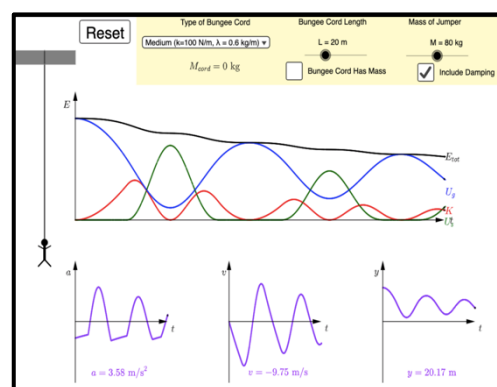 Reset
Type of Bungee Cord
Medium (k=100 N/m, λ = 0.6 kg/m)
M_cord = 0 kg
Bungee Cord Length
L = 20 m
Bungee Cord Has Mass
Mass of Jumper
M = 80 kg
Include Damping
E
E_tot
U_g
K
U_s
t
a
t
a = 3.58 m/s²
v
t
v = −9.75 m/s
y
t
y = 20.17 m